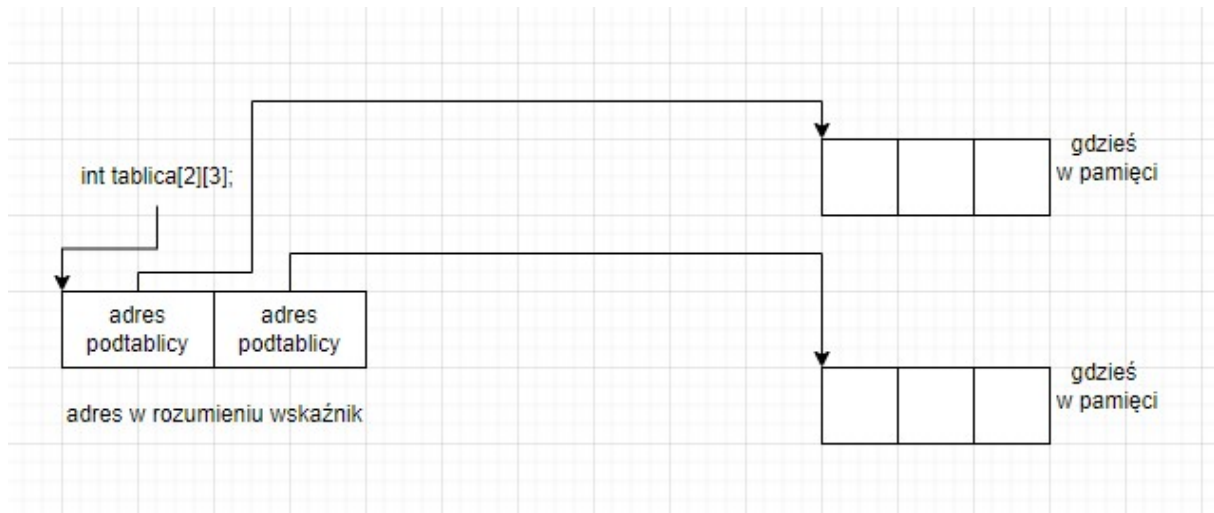 int tablica[2][3];
gdzieś
w pamięci
adres
podtablicy
adres
podtablicy
adres w rozumieniu wskaźnik
gdzieś
w pamięci